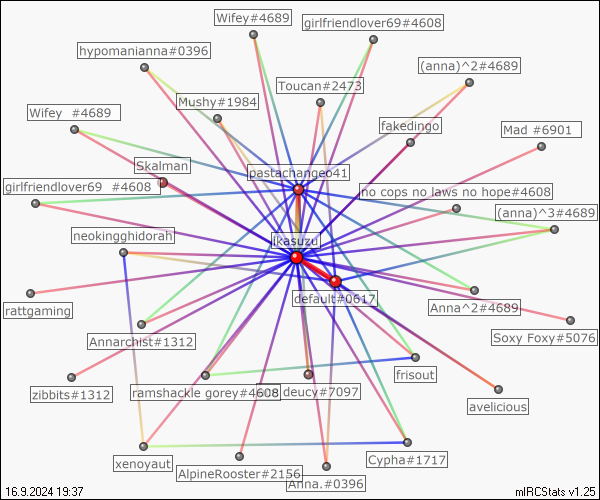 Wifey#4689
girlfriendlover69#4608
hypomanianna#0396
(anna)^2#4689
Toucan#2473
Mushy#1984
Wifey  #4689
fakedingo
Mad #6901
Skalman
pastachangeo41
girlfriendlover69  #4608
no cops no laws no hope#4608
(anna)^3#4689
neokingghidorah
jkasuzu
default#0617
rattgaming
Anna^2#4689
Annarchist#1312
Soxy Foxy#5076
frisout
zibbits#1312
ramshackle gorey#4608
deucy#7097
avelicious
xenoyaut
Cypha#1717
AlpineRooster#2156
Anna.#0396
16.9.2024 19:37
mIRCStats v1.25